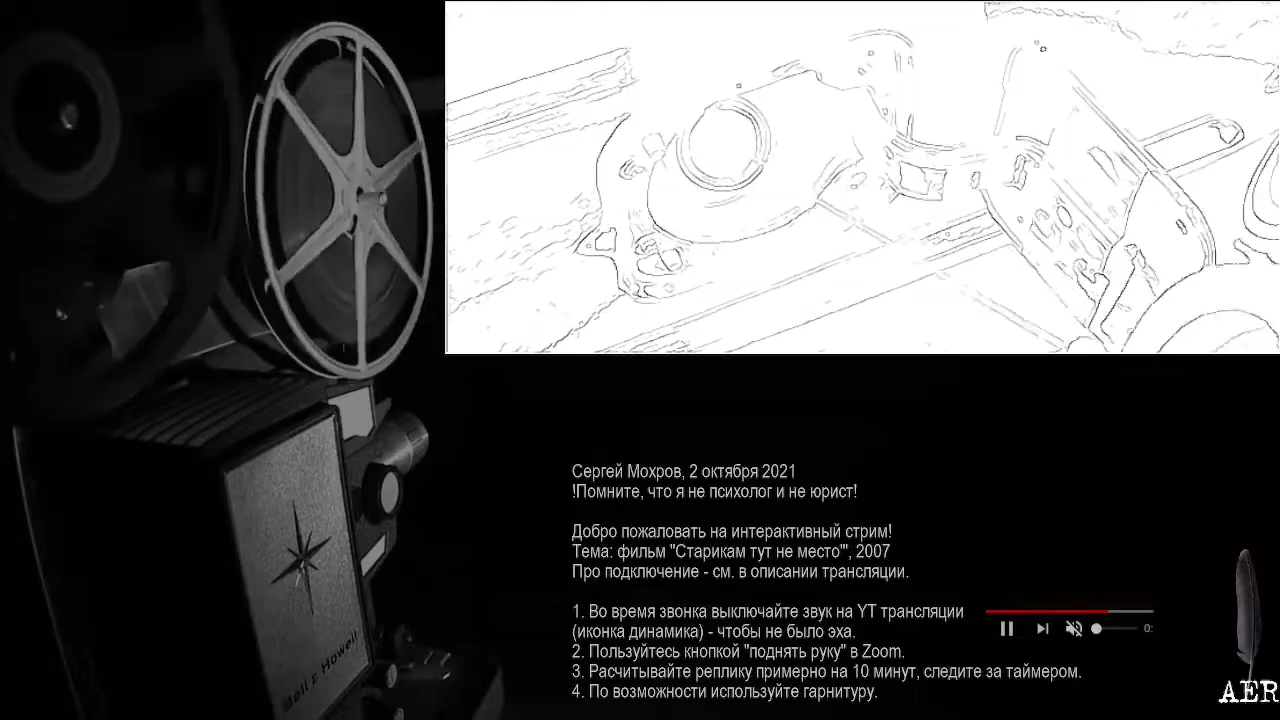 Сергей Мохров, 2 октября 2021
!Помните, что я не психолог и не юрист!
Добро пожаловать на интерактивный стрим!
Тема: фильм "Старикам тут не место'", 2007
Про подключение - см. в описании трансляции.
1. Во время звонка выключайте звук на YT трансляции
(иконка динамика) - чтобы не было эха.
2. Пользуйтесь кнопкой "поднять руку" в Zoom.
3. Расчитывайте реплику примерно на 10 минут, следите за таймером.
4. По возможности используйте гарнитуру.
0:
Bell & Howell
AER